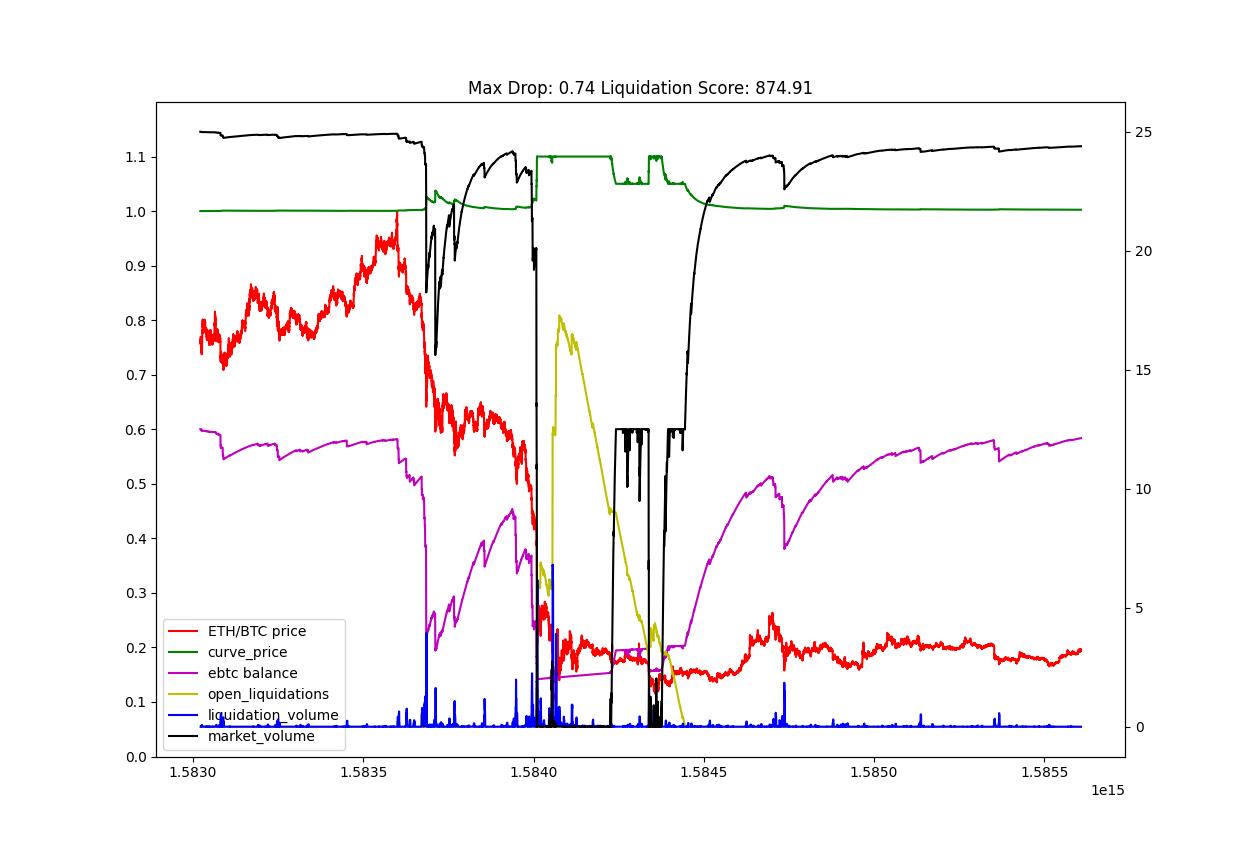 Max Drop: 0.74 Liquidation Score: 874.91
1.1
1.0
0.9
0.8
0.7
0.6
0.5
0.4
0.3
0.2
0.1
0.0
25
20
15
10
5
0
ETH/BTC price
curve_price
ebtc balance
open_liquidations
liquidation_volume
market_volume
1.5830 1.5835 1.5840 1.5845 1.5850 1.5855
1e15